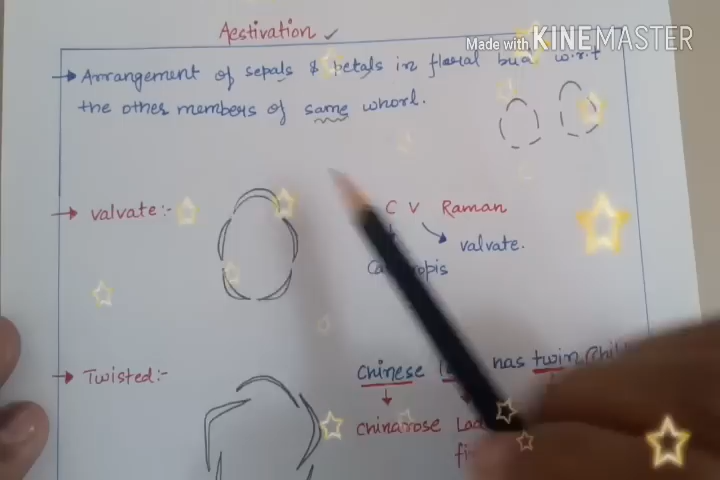 Made with KINEMASTER
Aestivation ✓
→ Arrangement of sepals & petals in floral bud w.r.t
the other members of same whorl.
→ valvate:-
C V Raman
valvate.
→ Twisted:-
Chinese has twin
chinarose